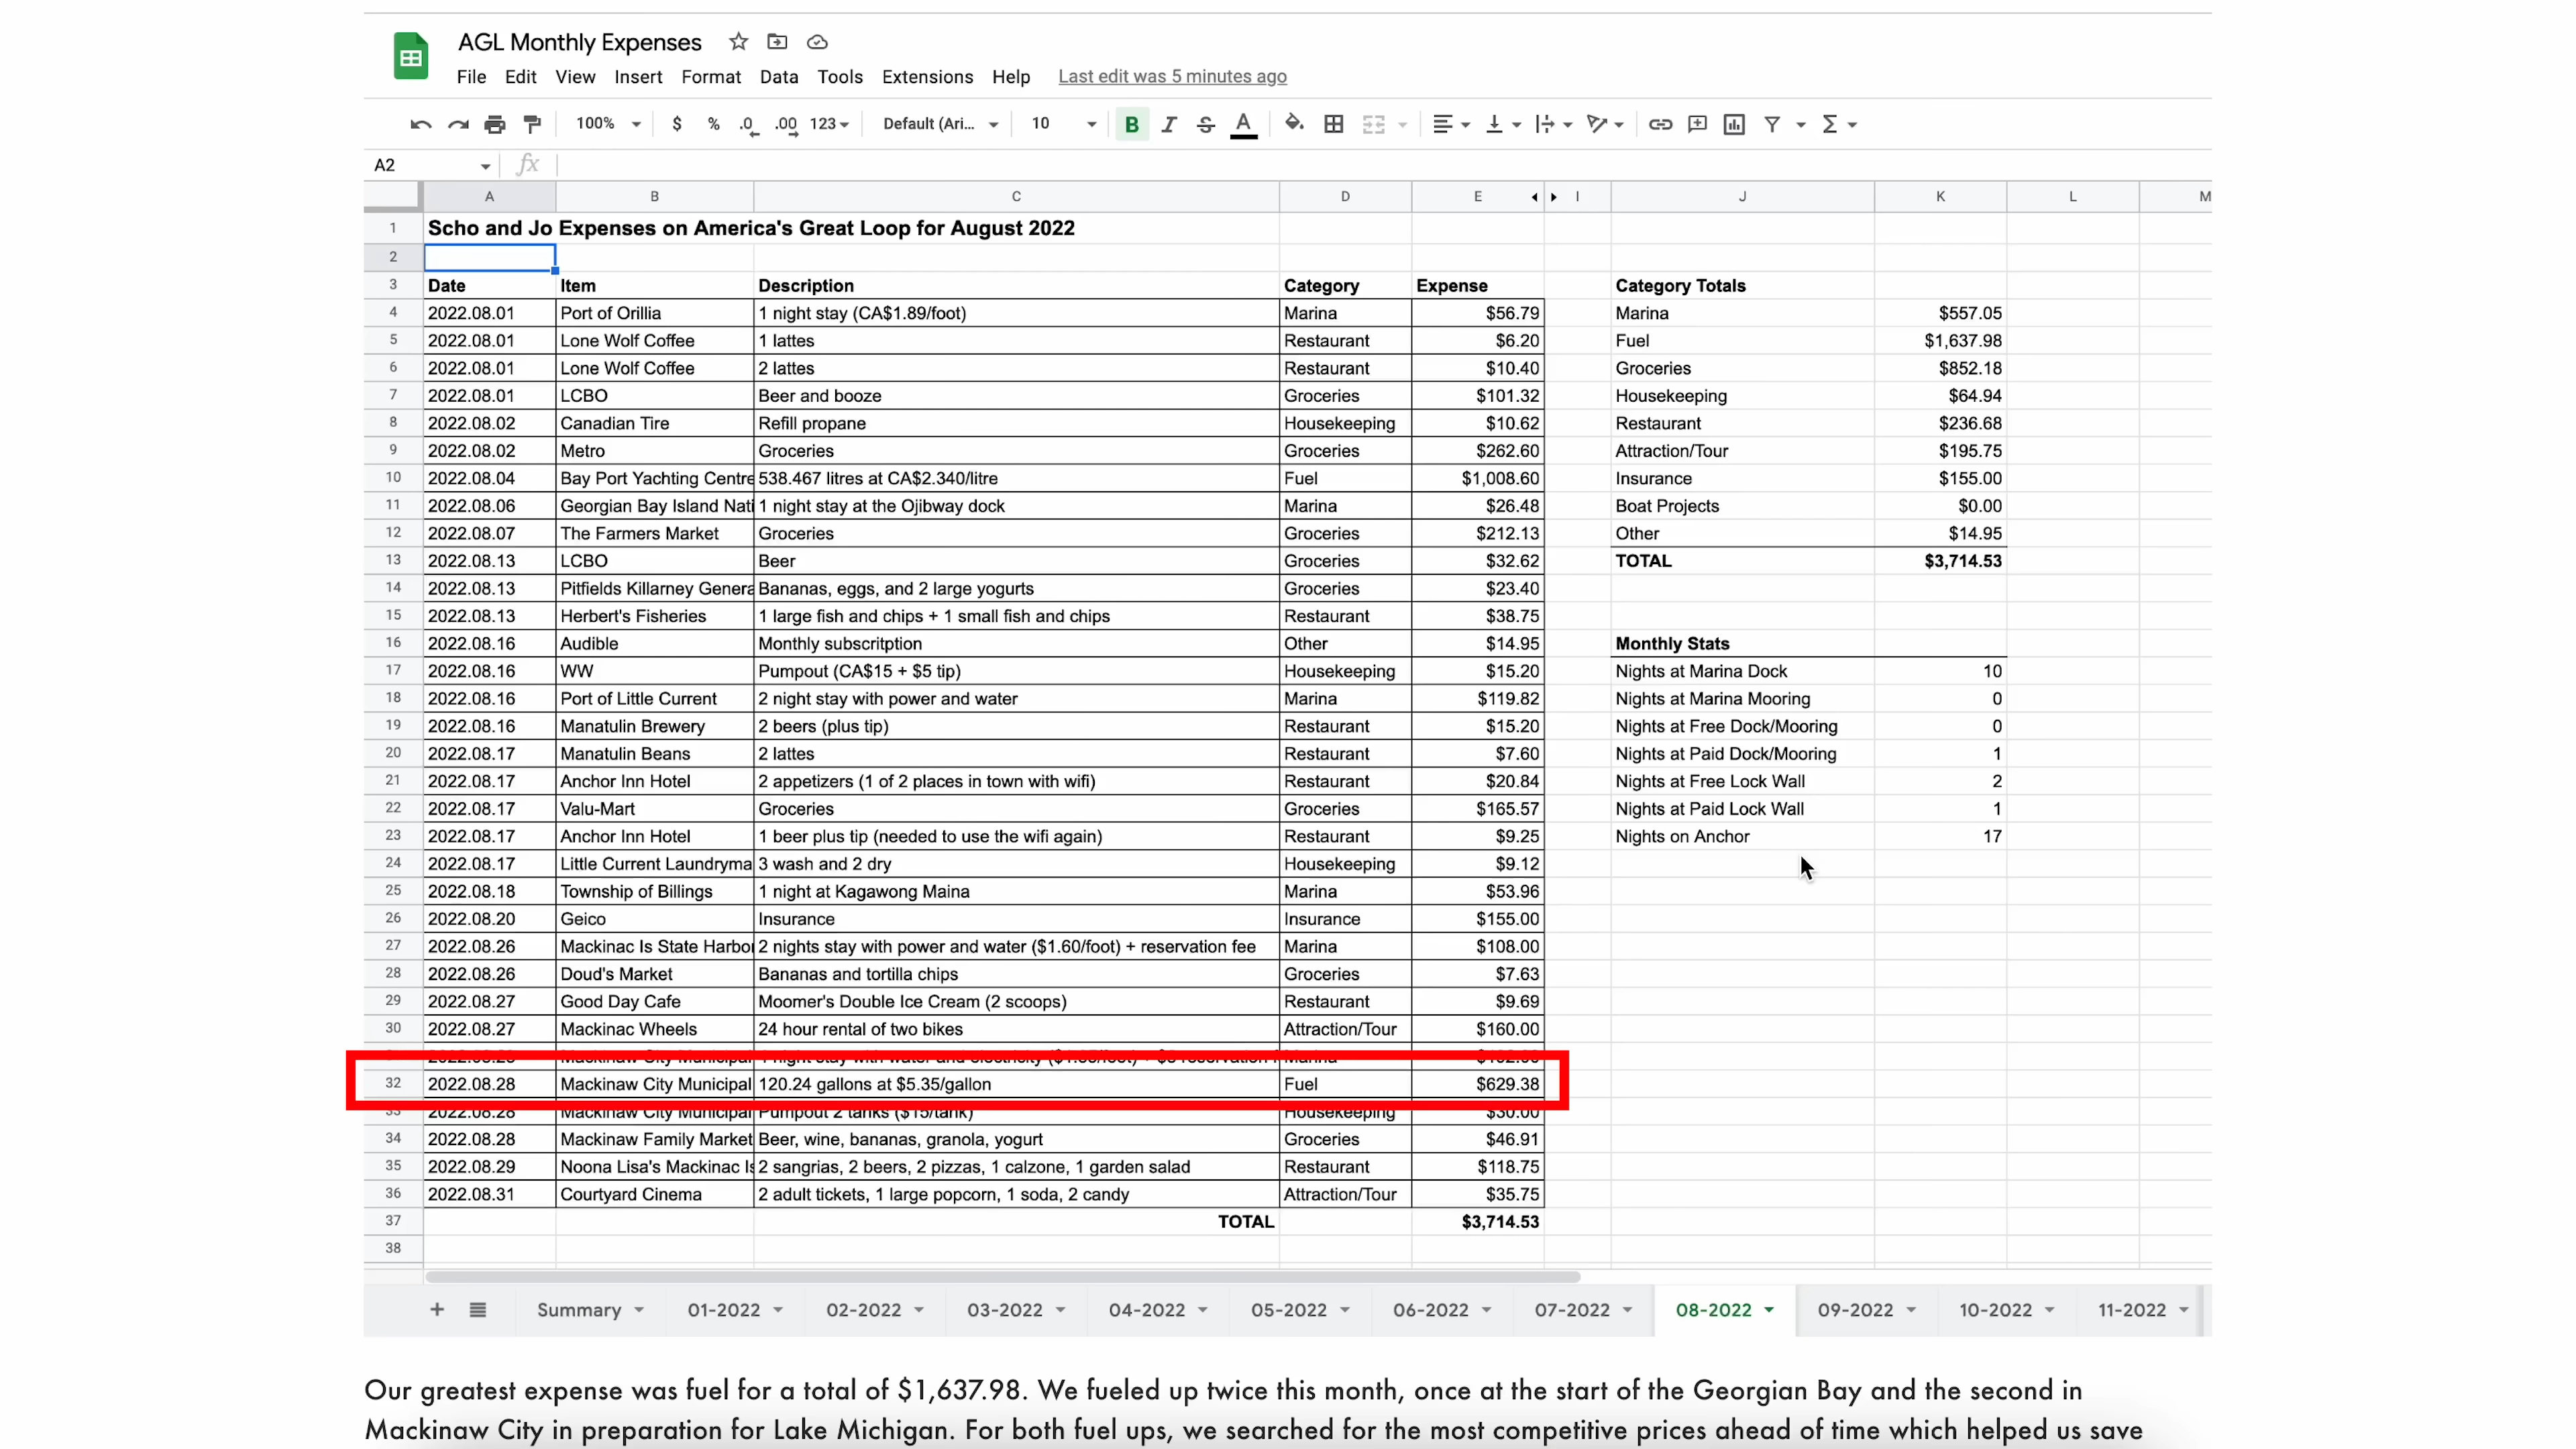 AGL Monthly Expenses
File Edit View Insert Format Data Tools Extensions Help Last edit was 5 minutes ago
100% $ % .0 .00 123 Default (Ari... 10 B I S A
A2 fx
A B C D E I J K L M
1 Scho and Jo Expenses on America's Great Loop for August 2022
2
3 Date Item Description Category Expense Category Totals
4 2022.08.01 Port of Orillia 1 night stay (CA$1.89/foot) Marina $56.79 Marina $557.05
5 2022.08.01 Lone Wolf Coffee 1 lattes Restaurant $6.20 Fuel $1,637.98
6 2022.08.01 Lone Wolf Coffee 2 lattes Restaurant $10.40 Groceries $852.18
7 2022.08.01 LCBO Beer and booze Groceries $101.32 Housekeeping $64.94
8 2022.08.02 Canadian Tire Refill propane Housekeeping $10.62 Restaurant $236.68
9 2022.08.02 Metro Groceries Groceries $262.60 Attraction/Tour $195.75
10 2022.08.04 Bay Port Yachting Centre 538.467 litres at CA$2.340/litre Fuel $1,008.60 Insurance $155.00
11 2022.08.06 Georgian Bay Island Nati 1 night stay at the Ojibway dock Marina $26.48 Boat Projects $0.00
12 2022.08.07 The Farmers Market Groceries Groceries $212.13 Other $14.95
13 2022.08.13 LCBO Beer Groceries $32.62 TOTAL $3,714.53
14 2022.08.13 Pitfields Killarney Genera Bananas, eggs, and 2 large yogurts Groceries $23.40
15 2022.08.13 Herbert's Fisheries 1 large fish and chips + 1 small fish and chips Restaurant $38.75
16 2022.08.16 Audible Monthly subscritption Other $14.95 Monthly Stats
17 2022.08.16 WW Pumpout (CA$15 + $5 tip) Housekeeping $15.20 Nights at Marina Dock 10
18 2022.08.16 Port of Little Current 2 night stay with power and water Marina $119.82 Nights at Marina Mooring 0
19 2022.08.16 Manatulin Brewery 2 beers (plus tip) Restaurant $15.20 Nights at Free Dock/Mooring 0
20 2022.08.17 Manatulin Beans 2 lattes Restaurant $7.60 Nights at Paid Dock/Mooring 1
21 2022.08.17 Anchor Inn Hotel 2 appetizers (1 of 2 places in town with wifi) Restaurant $20.84 Nights at Free Lock Wall 2
22 2022.08.17 Valu-Mart Groceries Groceries $165.57 Nights at Paid Lock Wall 1
23 2022.08.17 Anchor Inn Hotel 1 beer plus tip (needed to use the wifi again) Restaurant $9.25 Nights on Anchor 17
24 2022.08.17 Little Current Laundryma 3 wash and 2 dry Housekeeping $9.12
25 2022.08.18 Township of Billings 1 night at Kagawong Maina Marina $53.96
26 2022.08.20 Geico Insurance Insurance $155.00
27 2022.08.26 Mackinac Is State Harbor 2 nights stay with power and water ($1.60/foot) + reservation fee Marina $108.00
28 2022.08.26 Doud's Market Bananas and tortilla chips Groceries $7.63
29 2022.08.27 Good Day Cafe Moomer's Double Ice Cream (2 scoops) Restaurant $9.69
30 2022.08.27 Mackinac Wheels 24 hour rental of two bikes Attraction/Tour $160.00
2022.08.28 Mackinaw City Municipal night stay with water and electricity reservation Marina
32 2022.08.28 Mackinaw City Municipal 120.24 gallons at $5.35/gallon Fuel $629.38
33 2022.08.28 Mackinaw City Municipal Pumpout 2 tanks ($15/tank) Housekeeping $30.00
34 2022.08.28 Mackinaw Family Market Beer, wine, bananas, granola, yogurt Groceries $46.91
35 2022.08.29 Noona Lisa's Mackinac Is 2 sangrias, 2 beers, 2 pizzas, 1 calzone, 1 garden salad Restaurant $118.75
36 2022.08.31 Courtyard Cinema 2 adult tickets, 1 large popcorn, 1 soda, 2 candy Attraction/Tour $35.75
37 TOTAL $3,714.53
38
Summary 01-2022 02-2022 03-2022 04-2022 05-2022 06-2022 07-2022 08-2022 09-2022 10-2022 11-2022
Our greatest expense was fuel for a total of $1,637.98. We fueled up twice this month, once at the start of the Georgian Bay and the second in
Mackinaw City in preparation for Lake Michigan. For both fuel ups, we searched for the most competitive prices ahead of time which helped us save